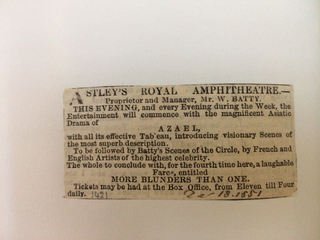 ASTLEY'S ROYAL AMPHITHEATRE.—
Proprietor and Manager, Mr. W. BATTY.
THIS EVENING, and every Evening during the Week, the
Entertainment will commence with the magnificent Asiatic
Drama of
AZAEL,
with all its effective Tableau, introducing visionary Scenes of
the most superb description.
To be followed by Batty's Scenes of the Circle, by French and
English Artists of the highest celebrity.
The whole to conclude with, for the fourth time here, a laughable
Farce, entitled
MORE BLUNDERS THAN ONE.
Tickets may be had at the Box Office, from Eleven till Four
daily. 13. 1851